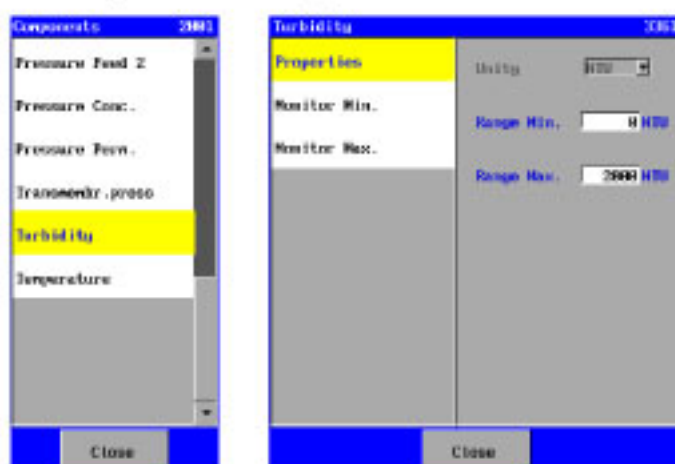 Components 2001
Pressure Feed 2
Pressure Conc.
Pressure Perm.
Transmembr.press
Turbidity
Temperature
Close
Turbidity
Properties
Monitor Min.
Monitor Max.
Unity NTU
Range Min. 0 NTU
Range Max. 2000 NTU
Close